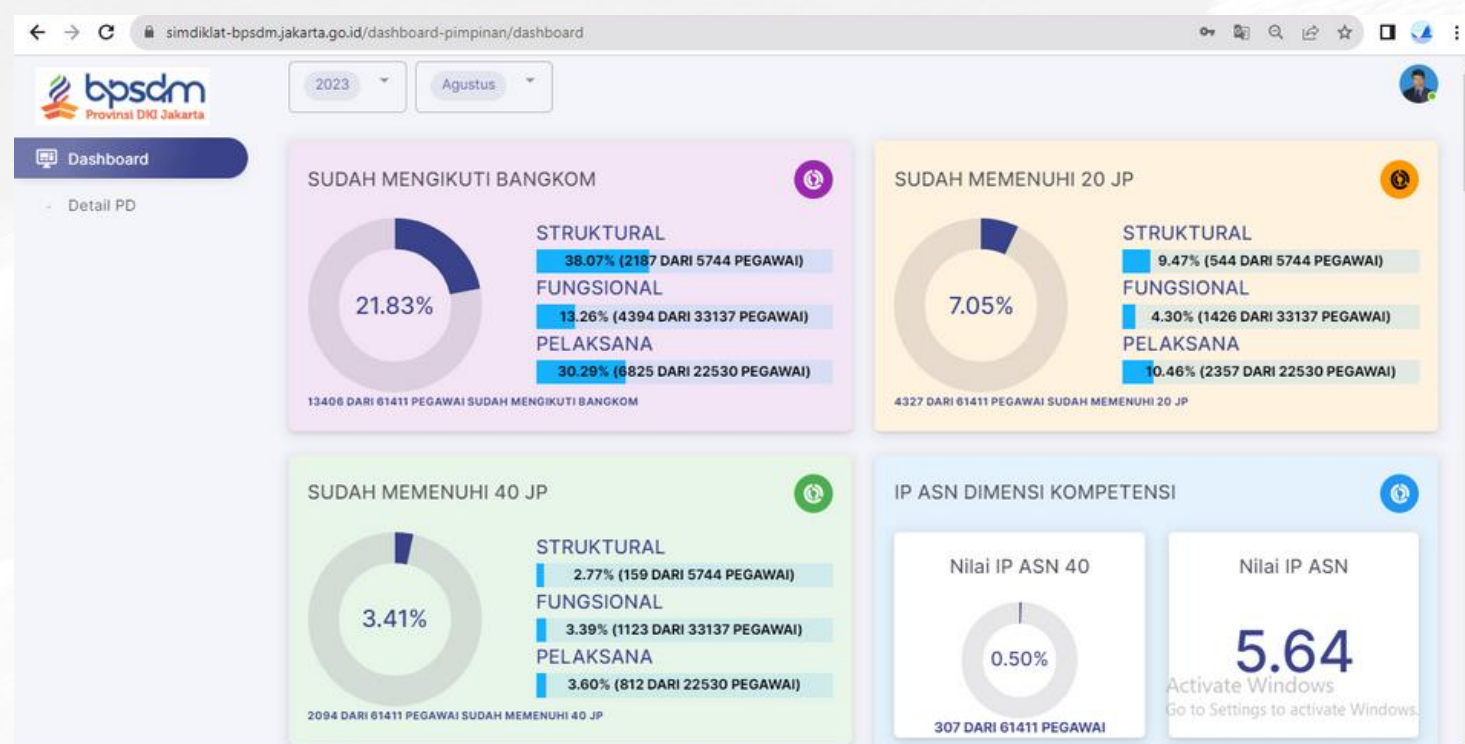 simdiklat-bpsdm.jakarta.go.id/dashboard-pimpinan/dashboard
bpsdm
Provinsi DKI Jakarta
2023
Agustus
Dashboard
- Detail PD
SUDAH MENGIKUTI BANGKOM
21.83%
STRUKTURAL
38.07% (2187 DARI 5744 PEGAWAI)
FUNGSIONAL
13.26% (4394 DARI 33137 PEGAWAI)
PELAKSANA
30.29% (6825 DARI 22530 PEGAWAI)
13406 DARI 61411 PEGAWAI SUDAH MENGIKUTI BANGKOM
SUDAH MEMENUHI 20 JP
7.05%
STRUKTURAL
9.47% (544 DARI 5744 PEGAWAI)
FUNGSIONAL
4.30% (1426 DARI 33137 PEGAWAI)
PELAKSANA
10.46% (2357 DARI 22530 PEGAWAI)
4327 DARI 61411 PEGAWAI SUDAH MEMENUHI 20 JP
SUDAH MEMENUHI 40 JP
3.41%
STRUKTURAL
2.77% (159 DARI 5744 PEGAWAI)
FUNGSIONAL
3.39% (1123 DARI 33137 PEGAWAI)
PELAKSANA
3.60% (812 DARI 22530 PEGAWAI)
2094 DARI 61411 PEGAWAI SUDAH MEMENUHI 40 JP
IP ASN DIMENSI KOMPETENSI
Nilai IP ASN 40
0.50%
307 DARI 61411 PEGAWAI
Nilai IP ASN
5.64
Activate Windows
Go to Settings to activate Windows.